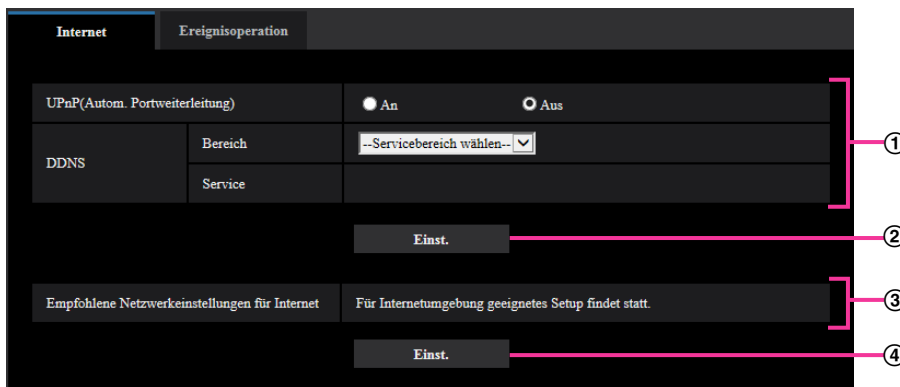 Internet Ereignisoperation
UPnP(Autom. Portweiterleitung) An Aus
DDNS Bereich --Servicebereich wählen--
Service
①
Einst. ②
Empfohlene Netzwerkeinstellungen für Internet Für Internetumgebung geeignetes Setup findet statt. ③
Einst. ④